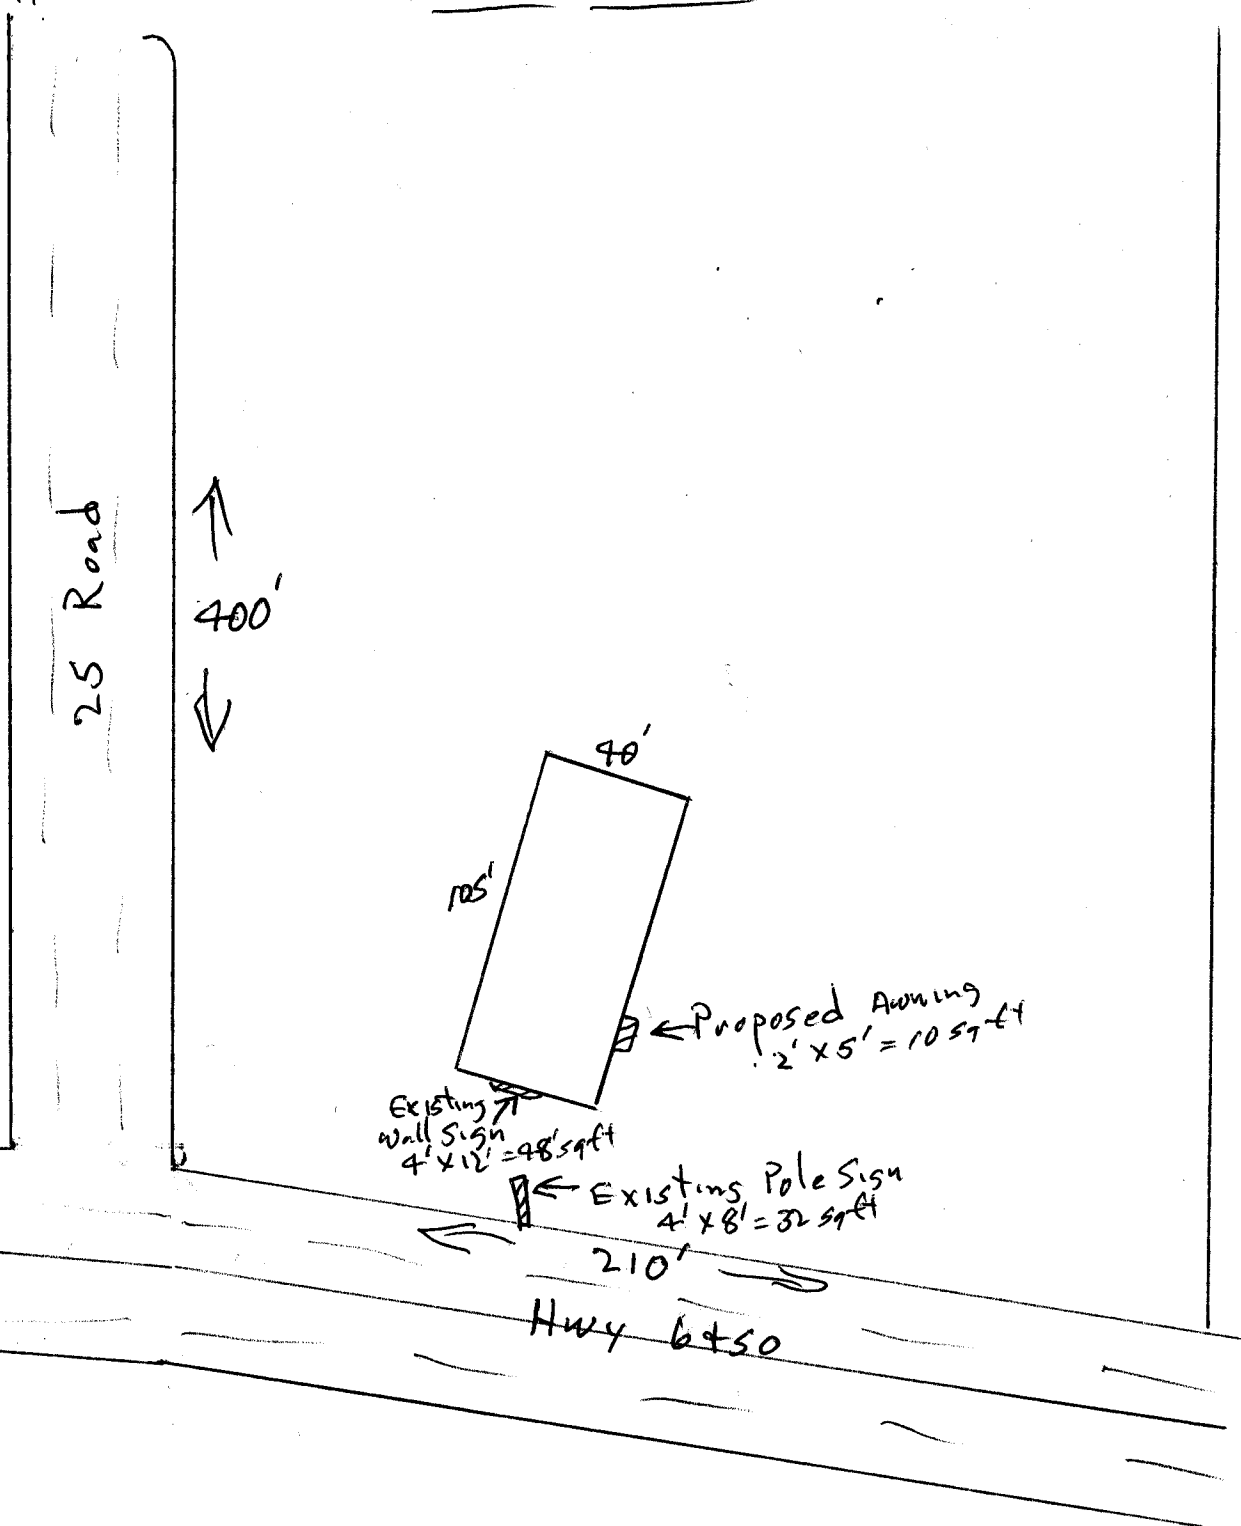 25 Road
400'
40'
105'
Proposed Awning
2' x 5' = 10 sq ft
Existing
Wall Sign
4' x 12' = 48' sq ft
Existing Pole Sign
4' x 8' = 32 sq ft
210'
Hwy 6+50